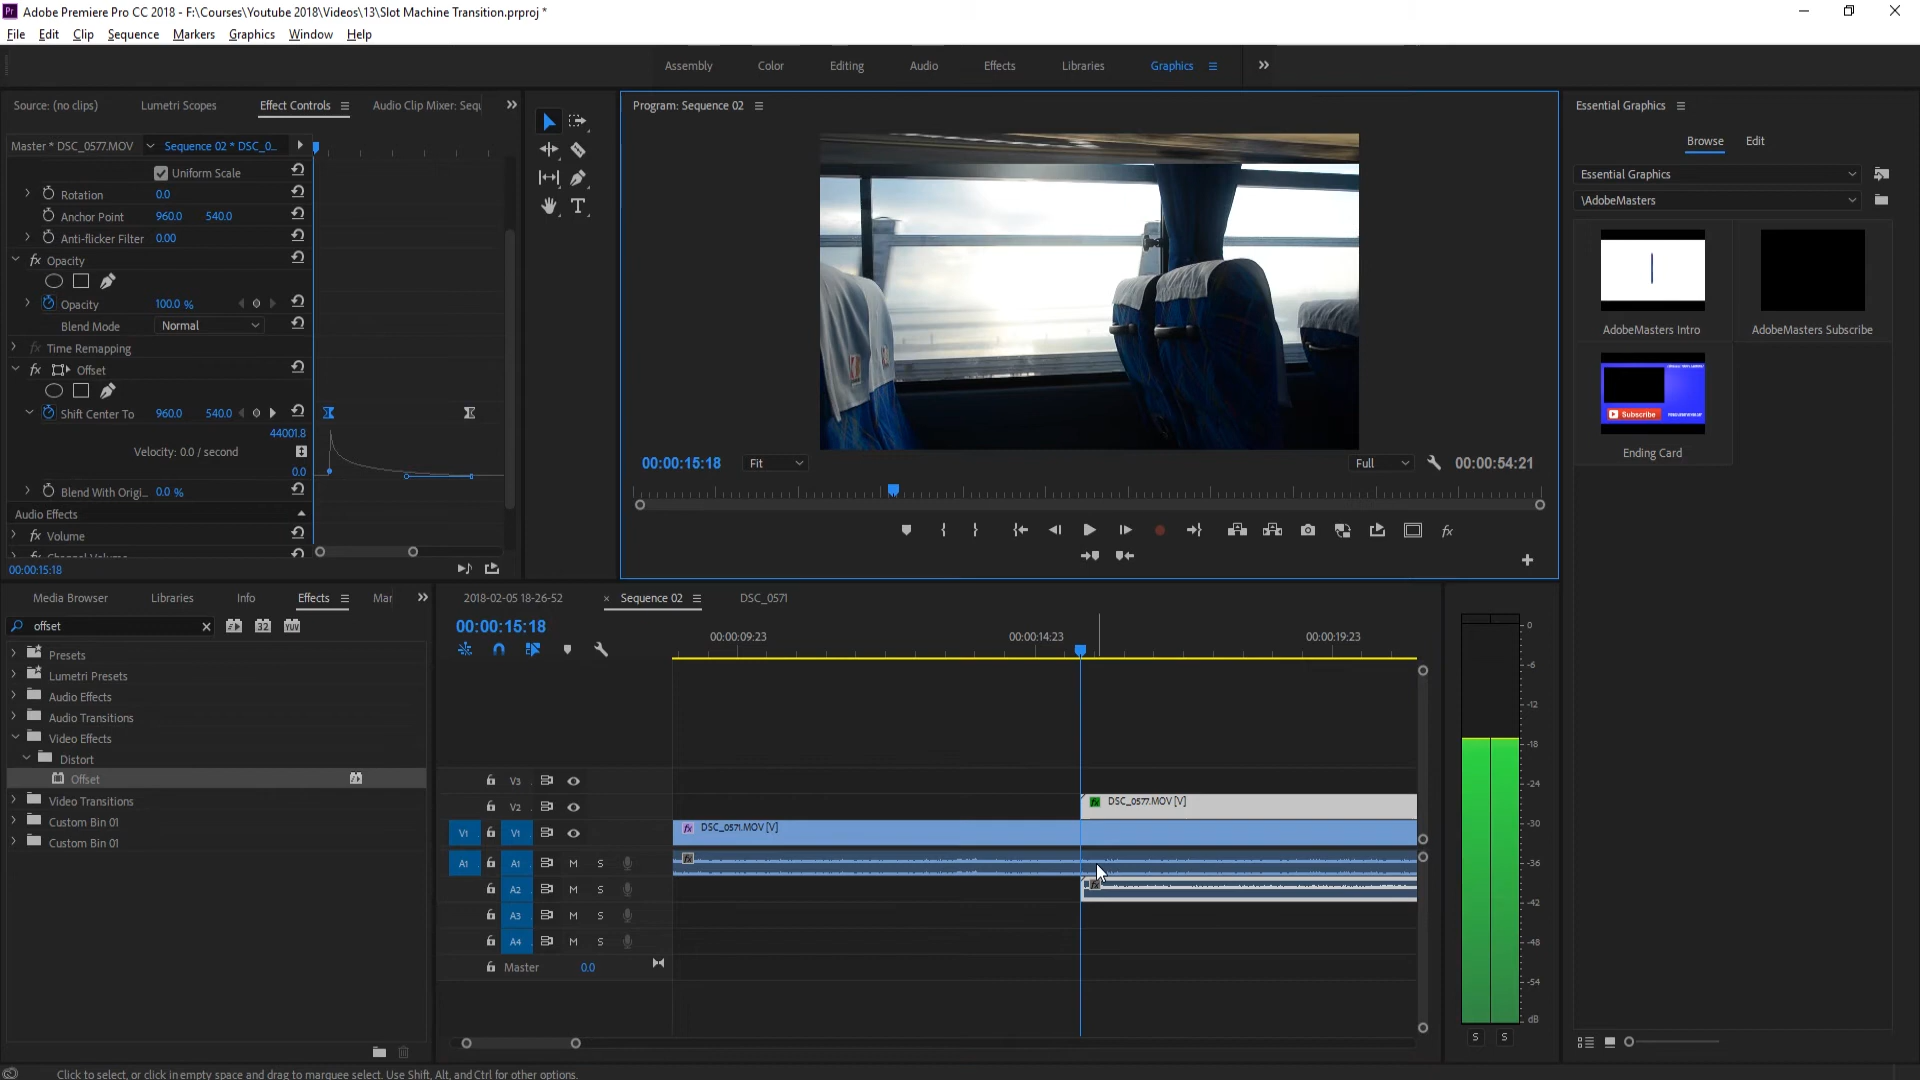 Adobe Premiere Pro CC 2018 - F:\Courses\Youtube 2018\Videos\13\Slot Machine Transition.prproj *
File Edit Clip Sequence Markers Graphics Window Help
Assembly Color Editing Audio Effects Libraries Graphics
Source: (no clips) Lumetri Scopes Effect Controls Audio Clip Mixer: Sequ
Master * DSC_0577.MOV Sequence 02 * DSC_0...
Uniform Scale
Rotation 0.0
Anchor Point 960.0 540.0
Anti-flicker Filter 0.00
fx Opacity
Opacity 100.0 %
Blend Mode Normal
fx Time Remapping
fx Offset
Shift Center To 960.0 540.0
44001.8
Velocity: 0.0 / second
0.0
Blend With Origi... 0.0 %
Audio Effects
fx Volume
fx Channel Volume
00:00:15:18
Program: Sequence 02
00:00:15:18 Fit Full 00:00:54:21
Essential Graphics
Browse Edit
Essential Graphics
\AdobeMasters
AdobeMasters Intro AdobeMasters Subscribe
Subscribe
Ending Card
Media Browser Libraries Info Effects Mar
offset
Presets
Lumetri Presets
Audio Effects
Audio Transitions
Video Effects
Distort
Offset
Video Transitions
Custom Bin 01
Custom Bin 01
2018-02-05 18-26-52 × Sequence 02 DSC_0571
00:00:15:18
00:00:09:23 00:00:14:23 00:00:19:23
V3
V2 fx DSC_0577.MOV [V]
V1 V1 fx DSC_0571.MOV [V]
A1 A1 M S
A2 M S
A3 M S
A4 M S
Master 0.0
0
-6
-12
-18
-24
-30
-36
-42
-48
-54
dB
S S
Click to select, or click in empty space and drag to marquee select. Use Shift, Alt, and Ctrl for other options.